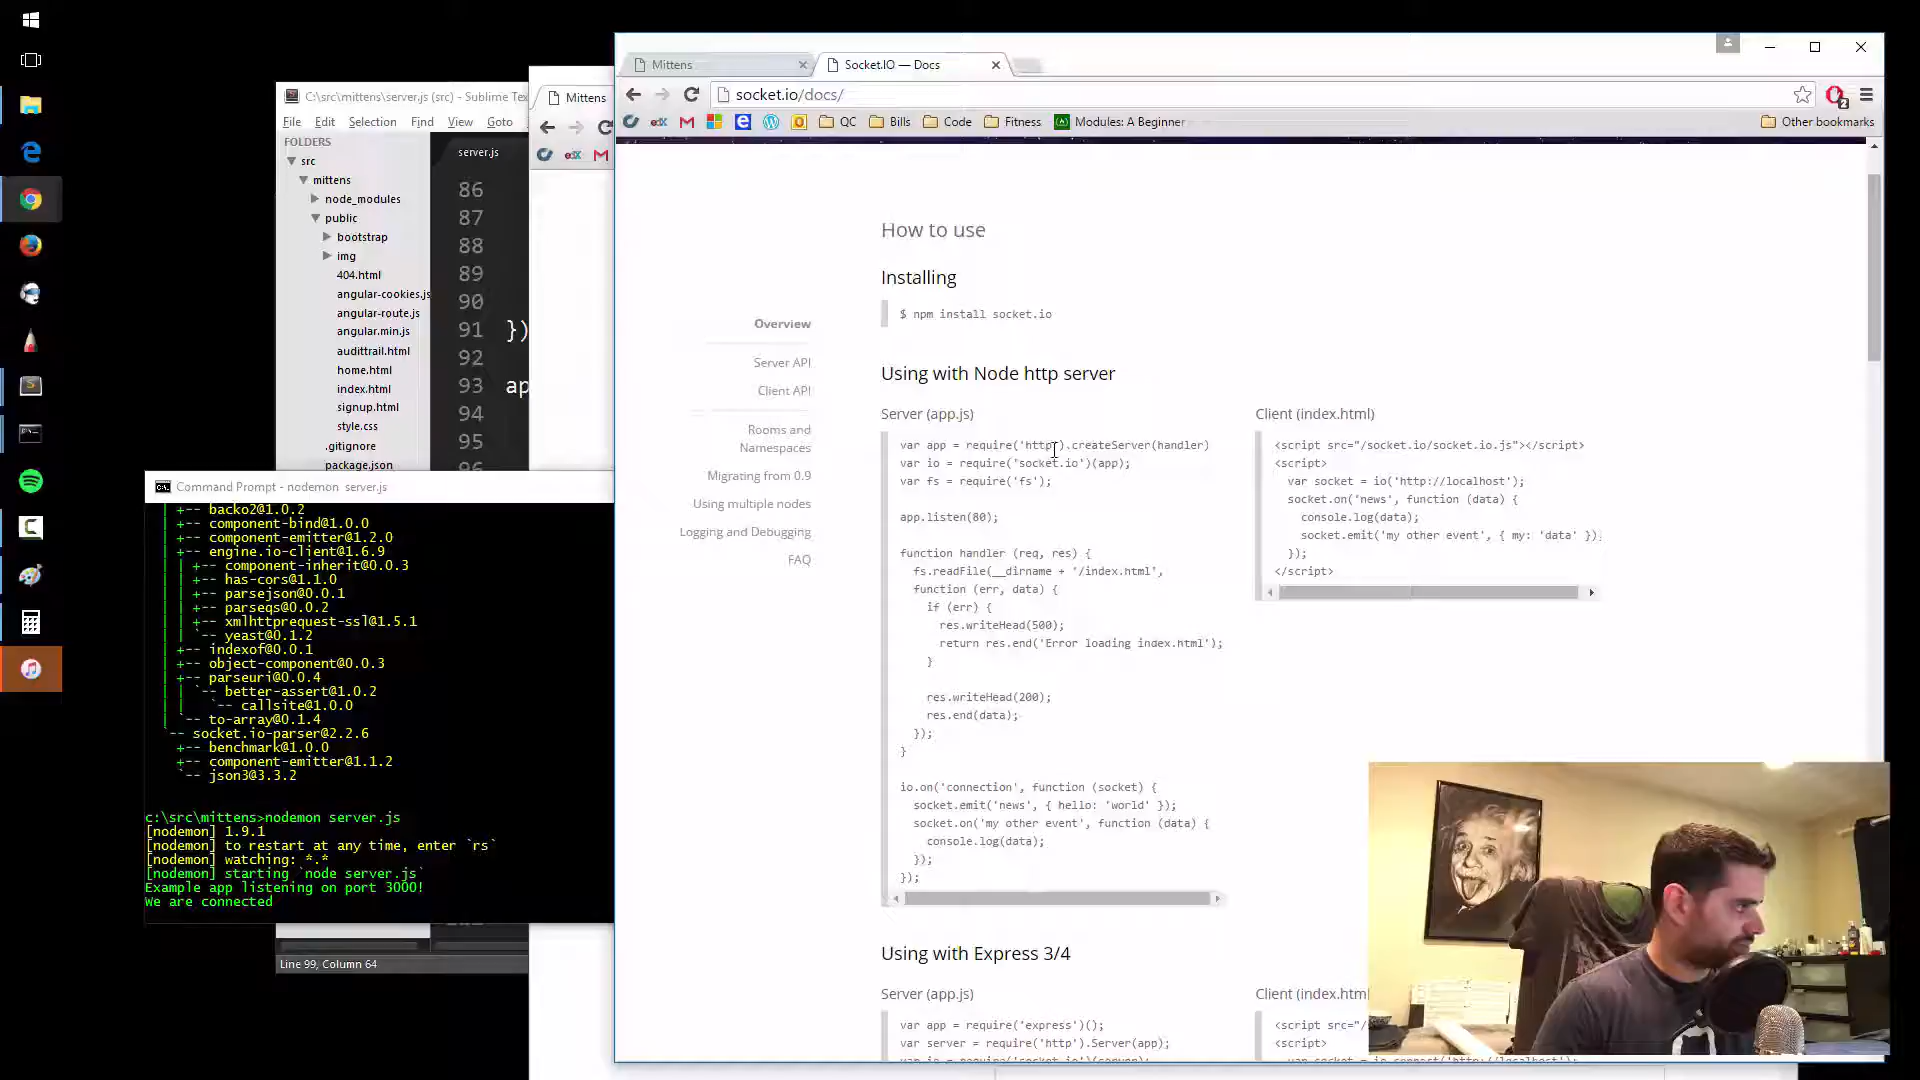 C:\src\mittens\server.js (src) - Sublime Tex
File Edit Selection Find View Goto
FOLDERS
src
mittens
node_modules
public
bootstrap
img
404.html
angular-cookies.js
angular-route.js
angular.min.js
audittrail.html
home.html
index.html
signup.html
style.css
.gitignore
package.json
server.js
86
87
88
89
90
91 })
92
93 ap
94
95
Line 99, Column 64
Mittens
Command Prompt - nodemon server.js
| +-- backo2@1.0.2
| +-- component-bind@1.0.0
| +-- component-emitter@1.2.0
| +-- engine.io-client@1.6.9
| | +-- component-inherit@0.0.3
| | +-- has-cors@1.1.0
| | +-- parsejson@0.0.1
| | +-- parseqs@0.0.2
| | +-- xmlhttprequest-ssl@1.5.1
| | `-- yeast@0.1.2
| +-- indexof@0.0.1
| +-- object-component@0.0.3
| +-- parseuri@0.0.4
| | `-- better-assert@1.0.2
| |   `-- callsite@1.0.0
| `-- to-array@0.1.4
`-- socket.io-parser@2.2.6
  +-- benchmark@1.0.0
  +-- component-emitter@1.1.2
  `-- json3@3.3.2
c:\src\mittens>nodemon server.js
[nodemon] 1.9.1
[nodemon] to restart at any time, enter `rs`
[nodemon] watching: *.*
[nodemon] starting `node server.js`
Example app listening on port 3000!
We are connected
Mittens
Socket.IO — Docs
socket.io/docs/
2
edX
QC
Bills
Code
Fitness
Modules: A Beginner
Other bookmarks
Overview
Server API
Client API
Rooms and
Namespaces
Migrating from 0.9
Using multiple nodes
Logging and Debugging
FAQ
How to use
Installing
$ npm install socket.io
Using with Node http server
Server (app.js)
var app = require('http').createServer(handler)
var io = require('socket.io')(app);
var fs = require('fs');
app.listen(80);
function handler (req, res) {
  fs.readFile(__dirname + '/index.html',
  function (err, data) {
    if (err) {
      res.writeHead(500);
      return res.end('Error loading index.html');
    }
    res.writeHead(200);
    res.end(data);
  });
}
io.on('connection', function (socket) {
  socket.emit('news', { hello: 'world' });
  socket.on('my other event', function (data) {
    console.log(data);
  });
});
Client (index.html)
<script src="/socket.io/socket.io.js"></script>
<script>
  var socket = io('http://localhost');
  socket.on('news', function (data) {
    console.log(data);
    socket.emit('my other event', { my: 'data' });
  });
</script>
Using with Express 3/4
Server (app.js)
var app = require('express')();
var server = require('http').Server(app);
var io = require('socket.io')(server);
Client (index.html
<script src="/
<script>
var socket = io.connect('http://localhost');